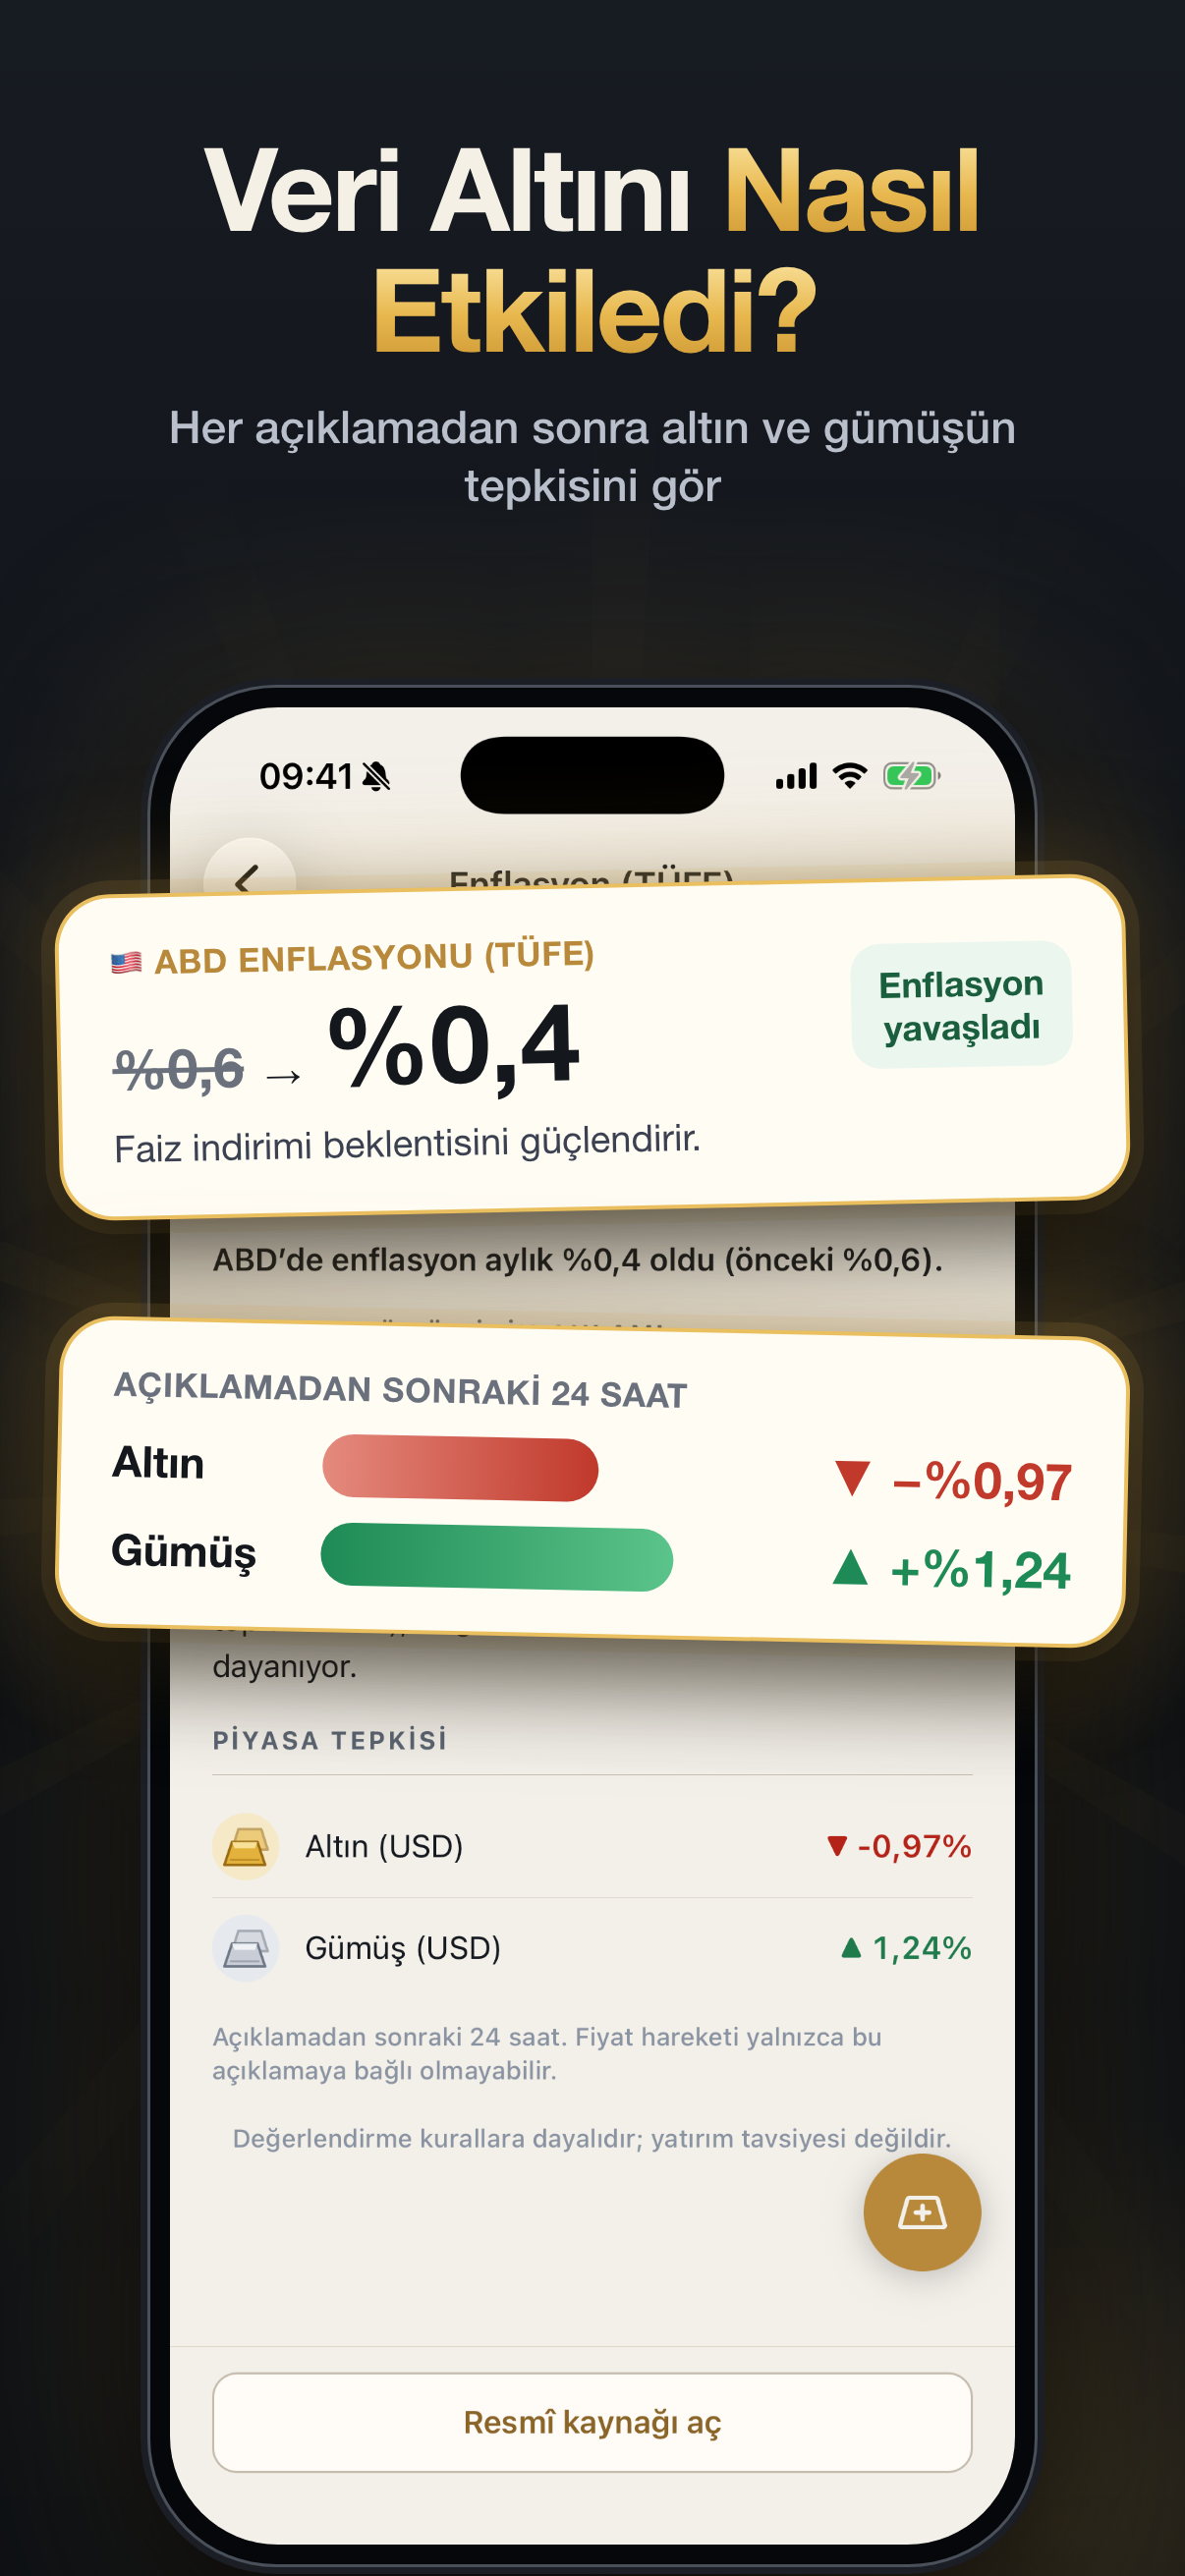 Veri Altını Nasıl
Etkiledi?
Her açıklamadan sonra altın ve gümüşün
tepkisini gör
09:41
Enflasyon (TÜFE)
ABD ENFLASYONU (TÜFE)
Enflasyon
yavaşladı
%0,6 → %0,4
Faiz indirimi beklentisini güçlendirir.
ABD’de enflasyon aylık %0,4 oldu (önceki %0,6).
AÇIKLAMADAN SONRAKİ 24 SAAT
Altın ▼ –%0,97
Gümüş ▲ +%1,24
dayanıyor.
PİYASA TEPKİSİ
Altın (USD) ▼ -0,97%
Gümüş (USD) ▲ 1,24%
Açıklamadan sonraki 24 saat. Fiyat hareketi yalnızca bu
açıklamaya bağlı olmayabilir.
Değerlendirme kurallara dayalıdır; yatırım tavsiyesi değildir.
Resmî kaynağı aç